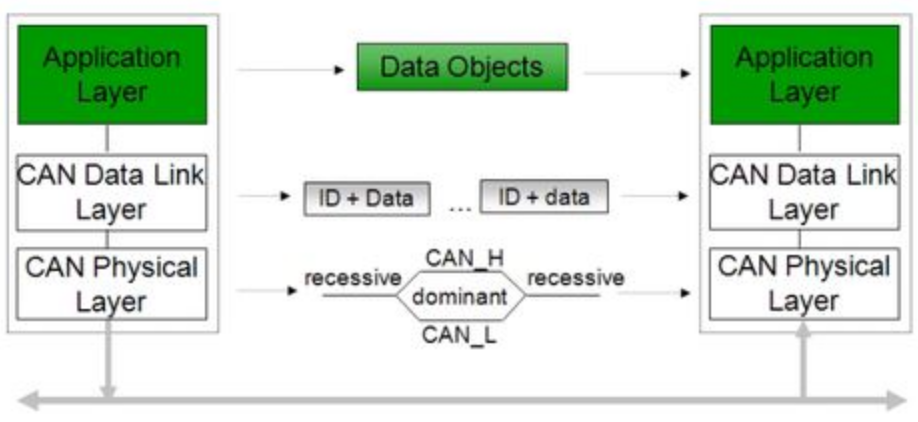 Application
Layer
Data Objects
Application
Layer
CAN Data Link
Layer
ID + Data
...
ID + data
CAN Data Link
Layer
CAN Physical
Layer
recessive
CAN_H
dominant
CAN_L
recessive
CAN Physical
Layer